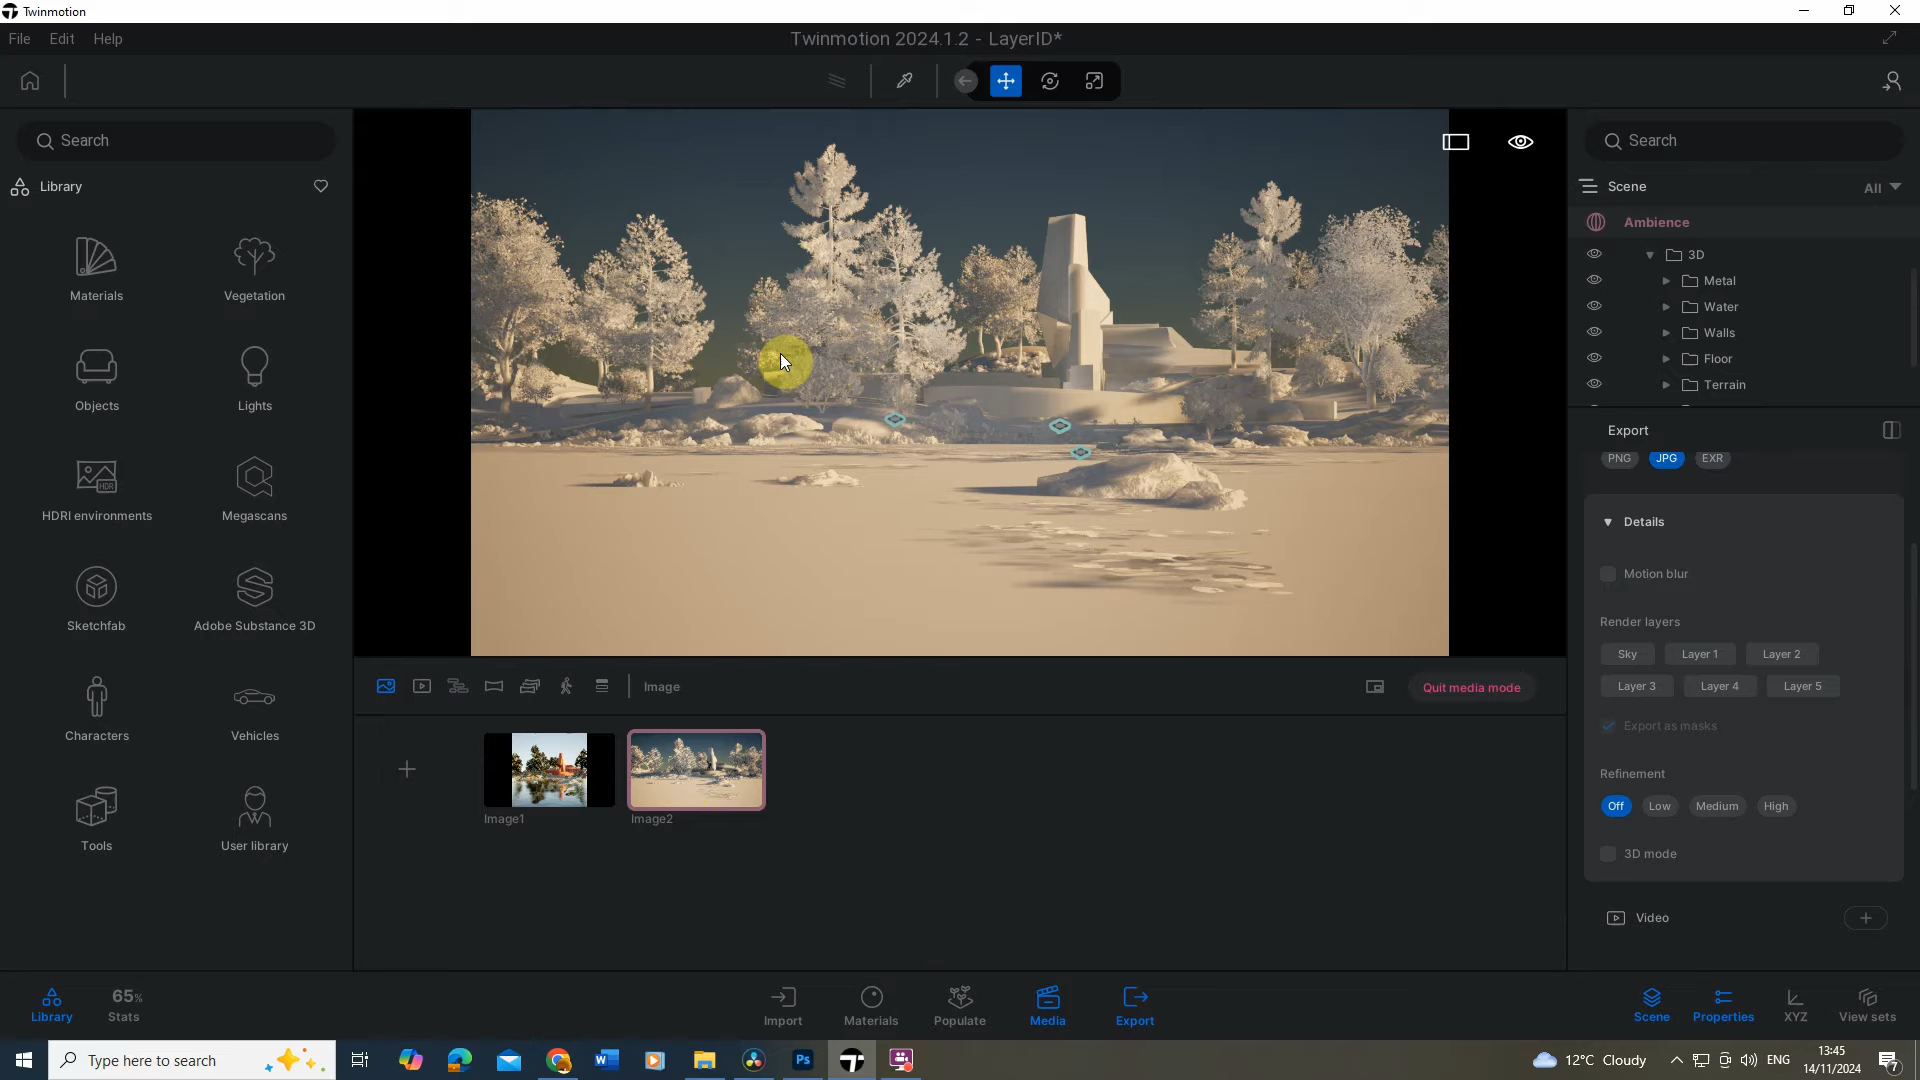 Twinmotion
File Edit Help
Twinmotion 2024.1.2 - LayerID*
Search
Library
Materials
Vegetation
Objects
Lights
HDR
HDRI environments
Megascans
Sketchfab
Adobe Substance 3D
Characters
Vehicles
Tools
User library
Image
Quit media mode
Image1
Image2
Search
Scene
All
Ambience
3D
Metal
Water
Walls
Floor
Terrain
Export
PNG JPG EXR
Details
Motion blur
Render layers
Sky Layer 1 Layer 2
Layer 3 Layer 4 Layer 5
Export as masks
Refinement
Off Low Medium High
3D mode
Video
Library
65%
Stats
Import
Materials
Populate
Media
Export
Scene
Properties
XYZ
View sets
Type here to search
Ps
12°C Cloudy
ENG
13:45
14/11/2024
7